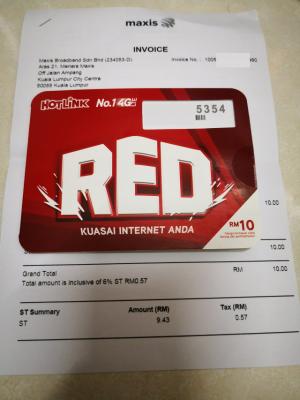 maxis
INVOICE
Maxis Broadband Sdn Bhd (234053-D)
Aras 21, Menara Maxis
Off Jalan Ampang
Kuala Lumpur City Centre
50088 Kuala Lumpur
Invoice No. :
HOTLINK
No.1 4G
5354
RED
KUASAI INTERNET ANDA
RM10
10.00
10.00
Grand Total RM 10.00
Total amount is inclusive of 6% ST RM0.57
ST Summary Amount (RM) Tax (RM)
ST 9.43 0.57